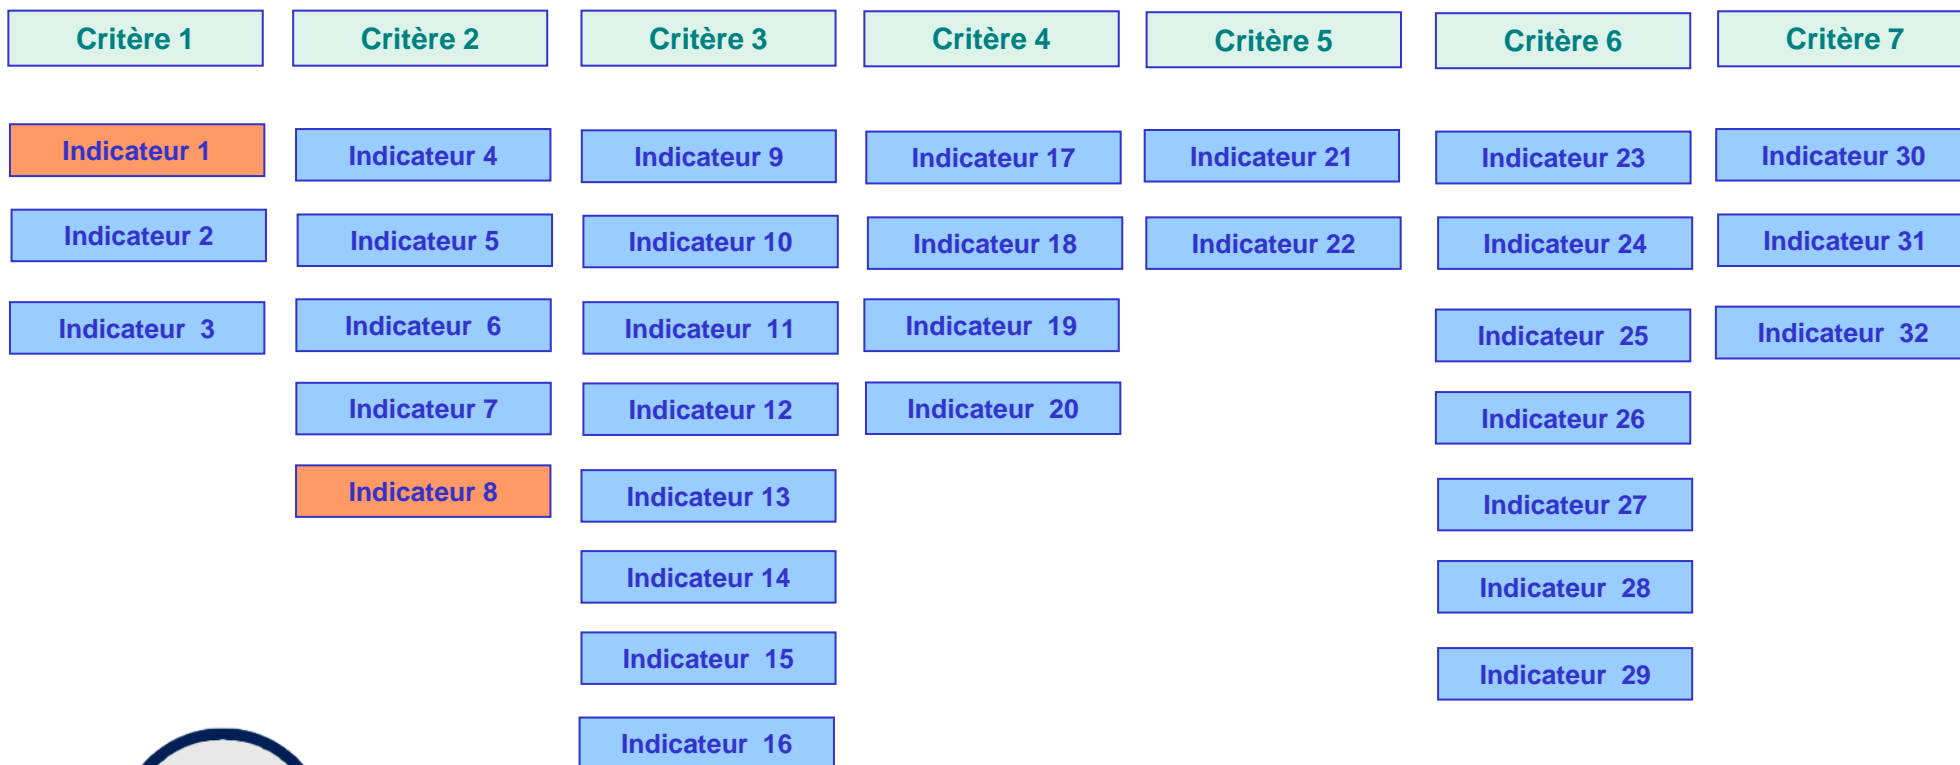 Critère 1
Critère 2
Critère 3
Critère 4
Critère 5
Critère 6
Critère 7
Indicateur 1
Indicateur 4
Indicateur 9
Indicateur 17
Indicateur 21
Indicateur 23
Indicateur 30
Indicateur 2
Indicateur 5
Indicateur 10
Indicateur 18
Indicateur 22
Indicateur 24
Indicateur 31
Indicateur  3
Indicateur  6
Indicateur  11
Indicateur  19
Indicateur  25
Indicateur  32
Indicateur 7
Indicateur 12
Indicateur  20
Indicateur 26
Indicateur 8
Indicateur 13
Indicateur 27
Indicateur 14
Indicateur  28
Indicateur  15
Indicateur  29
Indicateur  16